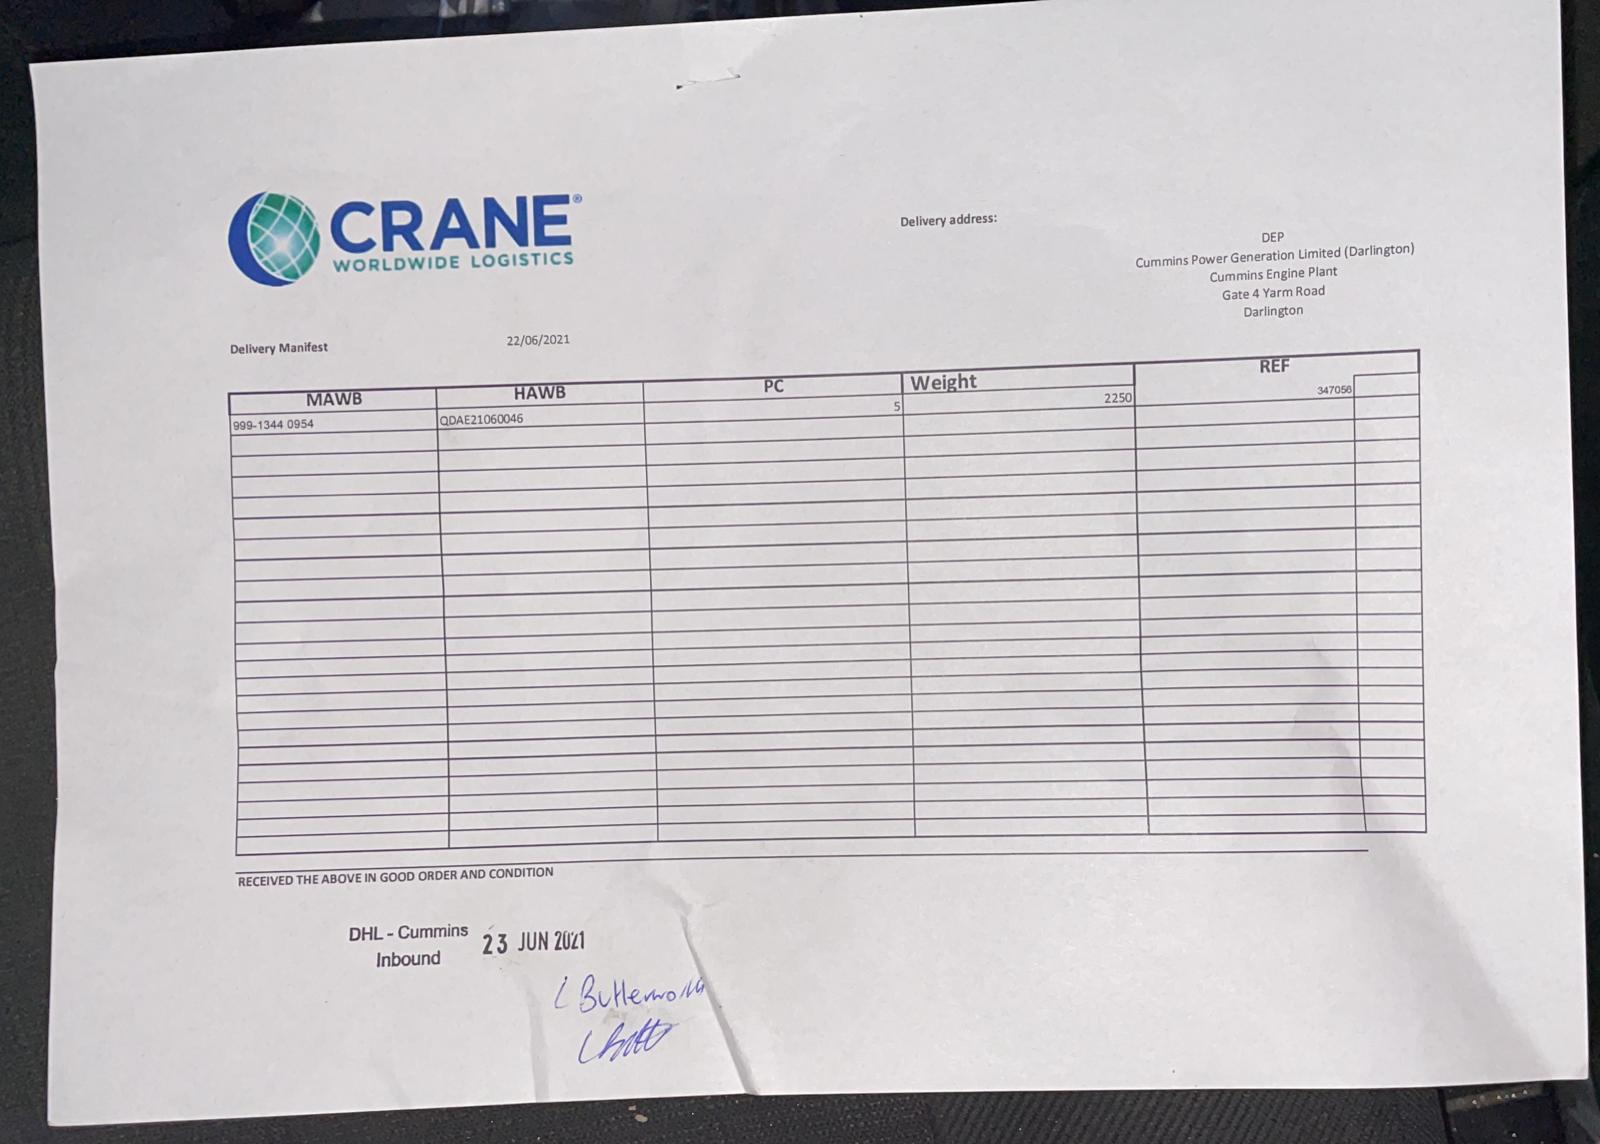 CRANE®
WORLDWIDE LOGISTICS
Delivery address:
DEP
Cummins Power Generation Limited (Darlington)
Cummins Engine Plant
Gate 4 Yarm Road
Darlington
Delivery Manifest 22/06/2021
MAWB HAWB PC Weight REF
999-1344 0954 QDAE21060046 5 2250 347056
RECEIVED THE ABOVE IN GOOD ORDER AND CONDITION
DHL - Cummins
Inbound
23 JUN 2021
Butterworth